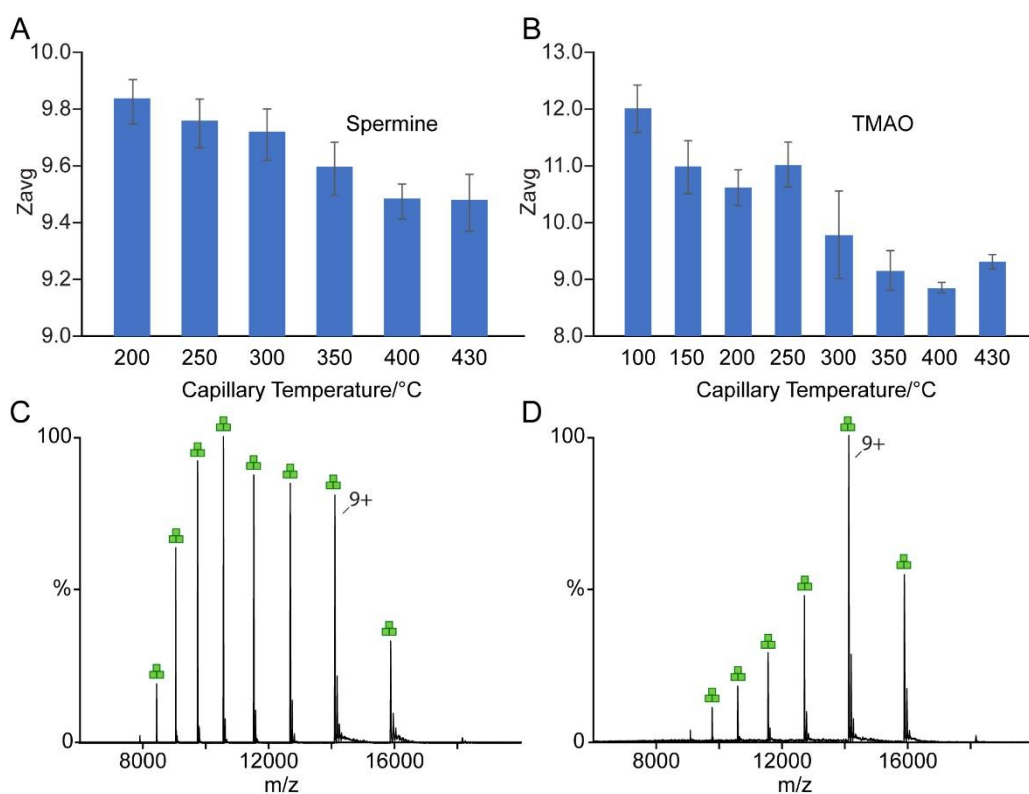 A
10.0
9.8
9.6
9.4
9.2
9.0
Zavg
Spermine
200 250 300 350 400 430
Capillary Temperature/°C
B
13.0
12.0
11.0
10.0
9.0
8.0
Zavg
TMAO
100 150 200 250 300 350 400 430
Capillary Temperature/°C
C
100
%
0
9+
8000 12000 16000
m/z
D
100
%
0
9+
8000 12000 16000
m/z